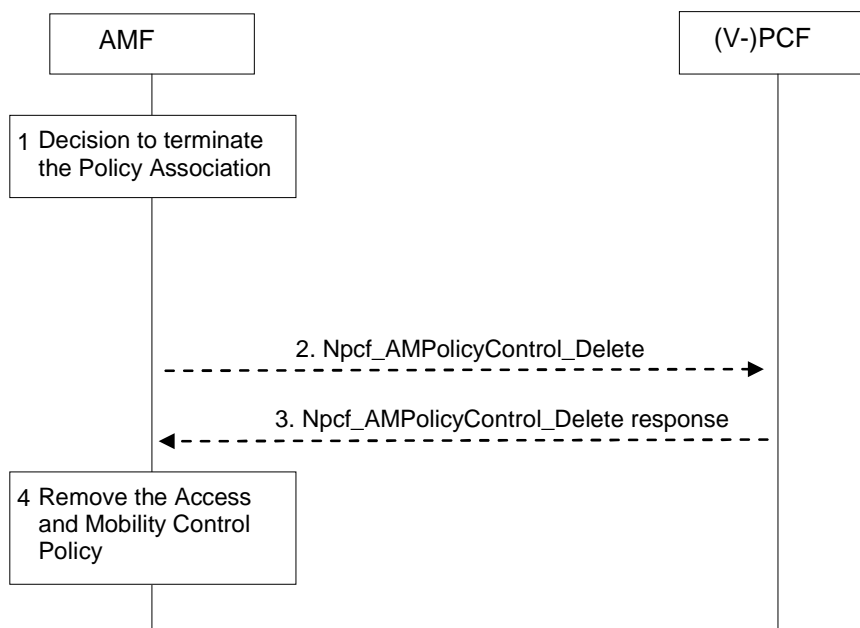 AMF
(V-)PCF
1 Decision to terminate
the Policy Association
2. Npcf_AMPolicyControl_Delete
3. Npcf_AMPolicyControl_Delete response
4 Remove the Access
and Mobility Control
Policy